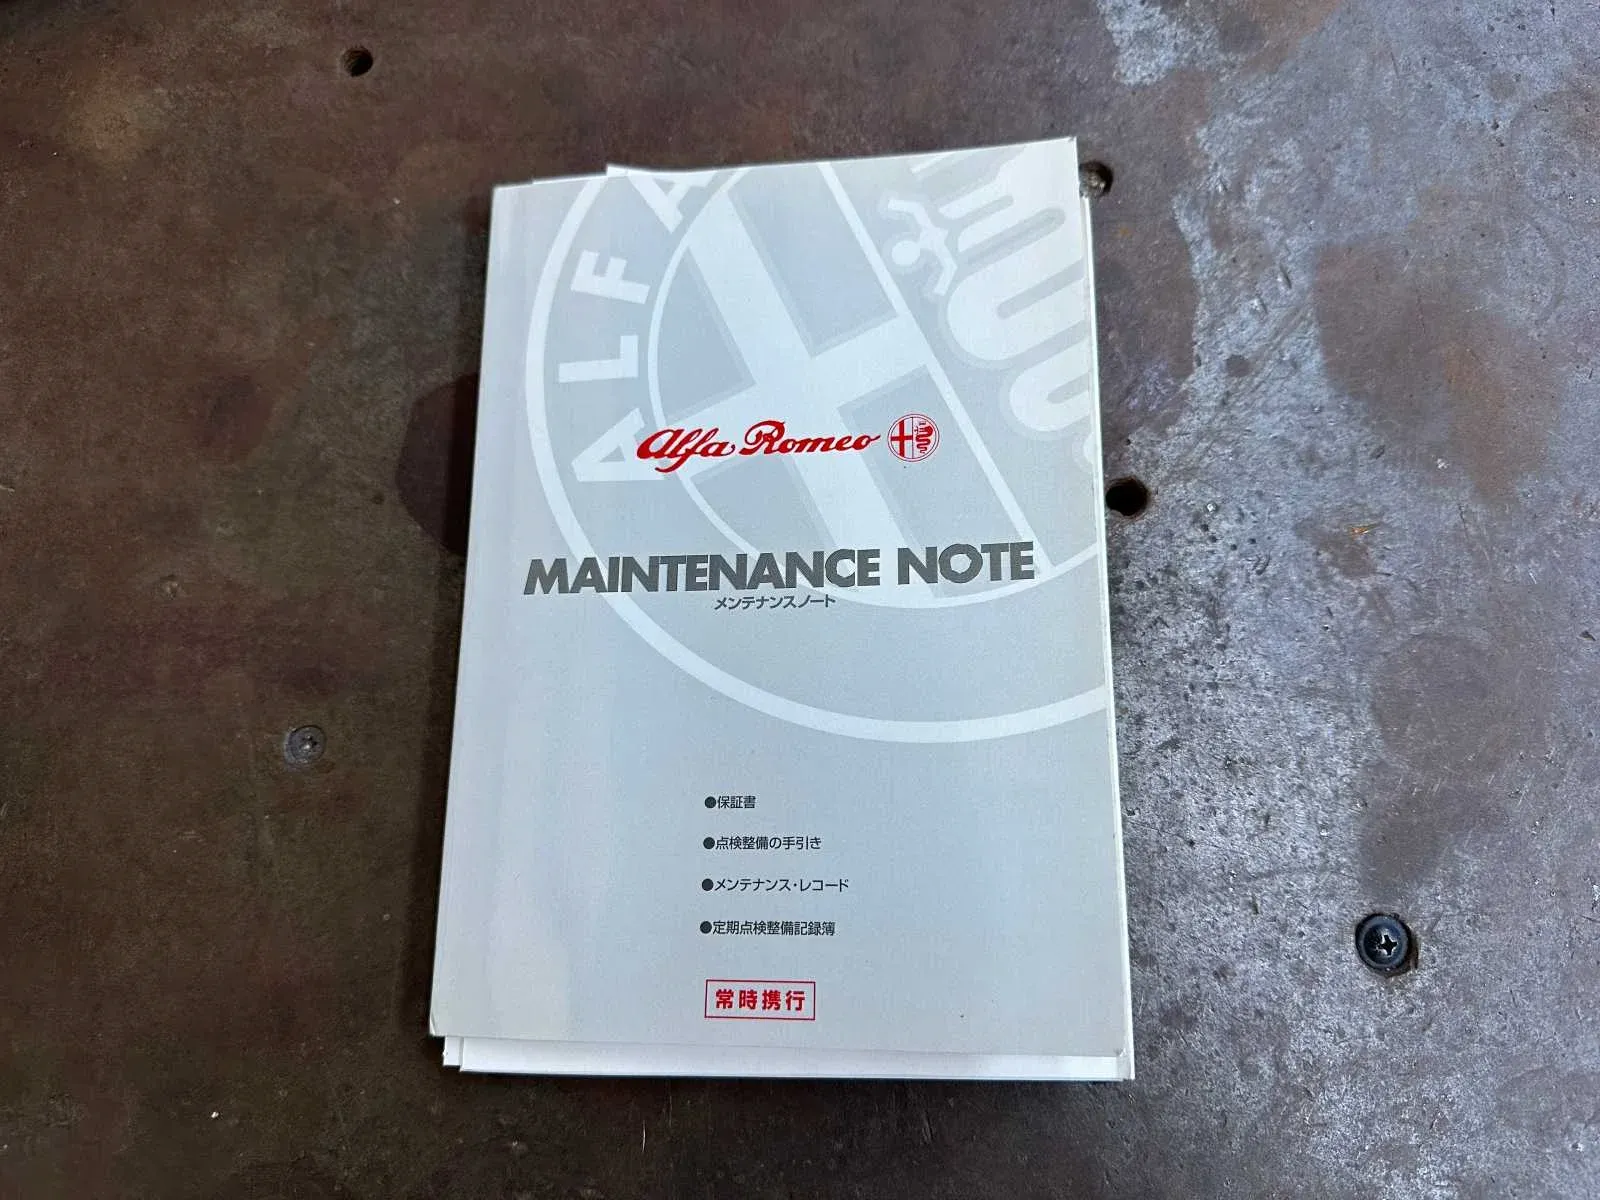 ALFA
Alfa Romeo
MAINTENANCE NOTE
メンテナンスノート
●保証書
●点検整備の手引き
●メンテナンス・レコード
●定期点検整備記録簿
常時携行